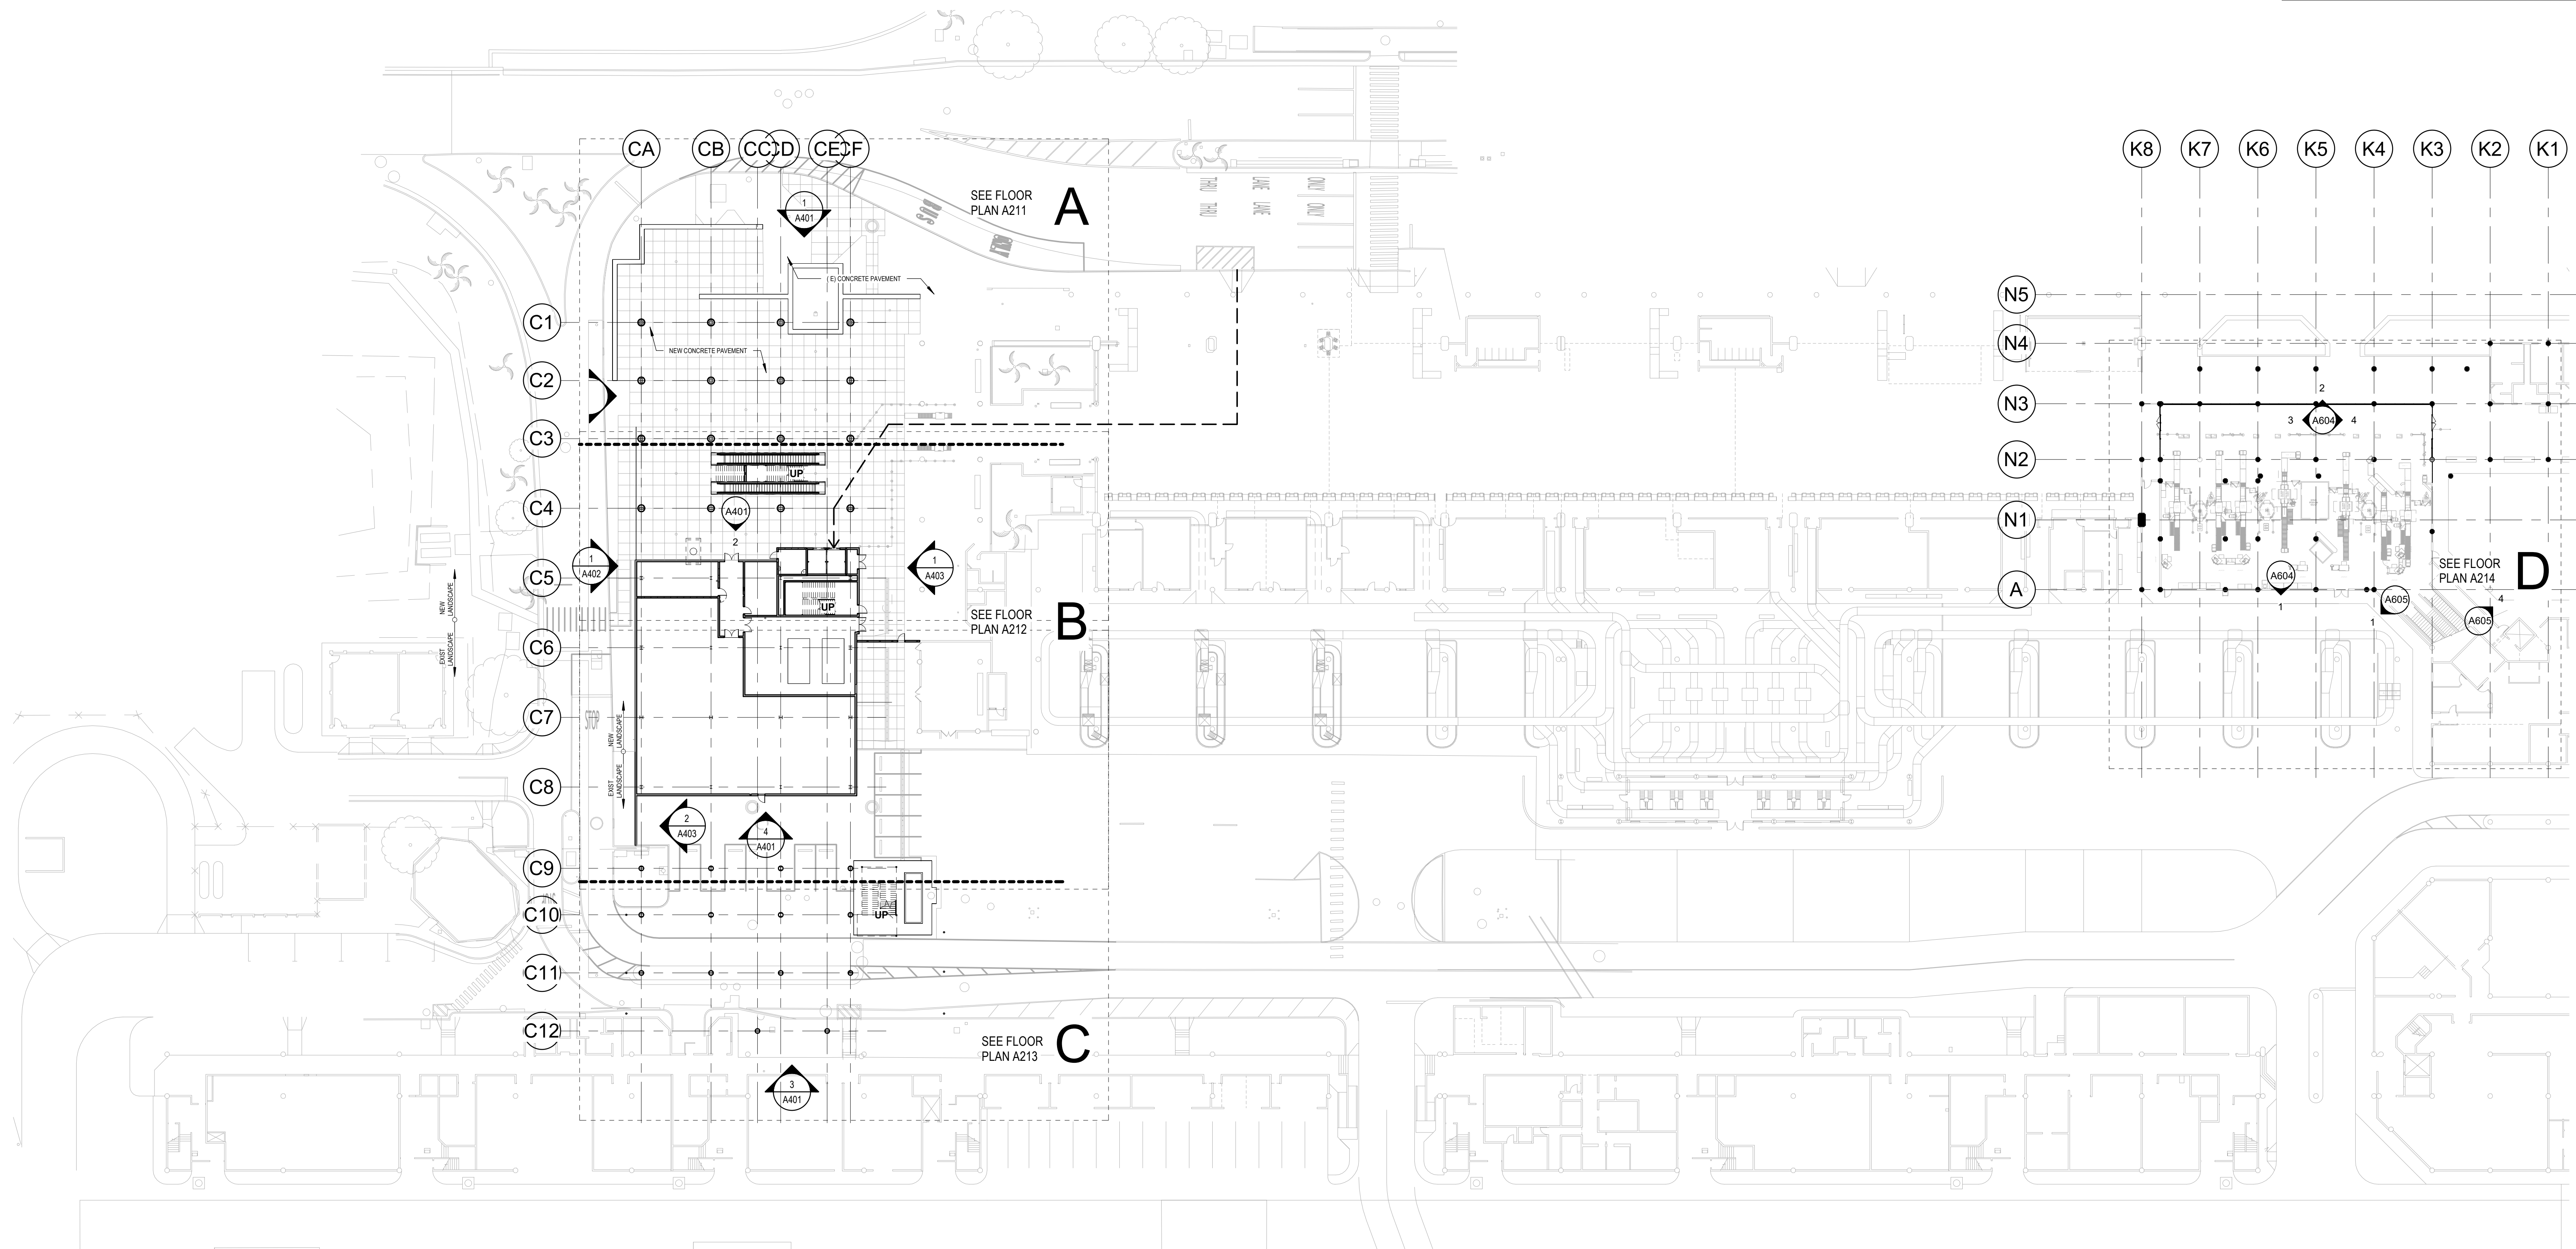 CA
CB
CC
CD
CE
CF
K8
K7
K6
K5
K4
K3
K2
K1
SEE FLOOR
PLAN A211
A
THRU
LANE
ONLY
THRU
LANE
ONLY
1
A401
(E) CONCRETE PAVEMENT
N5
C1
N4
NEW CONCRETE PAVEMENT
C2
2
N3
3
A604
4
C3
N2
UP
C4
A401
2
N1
1
A402
1
A403
C5
SEE FLOOR
PLAN A214
D
A604
1
A
A605
1
4
A605
NEW
LANDSCAPE
EXIST
LANDSCAPE
UP
SEE FLOOR
PLAN A212
B
C6
C7
STOP
NEW
LANDSCAPE
EXIST
LANDSCAPE
C8
2
A403
4
A401
C9
C10
UP
C11
C12
SEE FLOOR
PLAN A213
C
3
A401